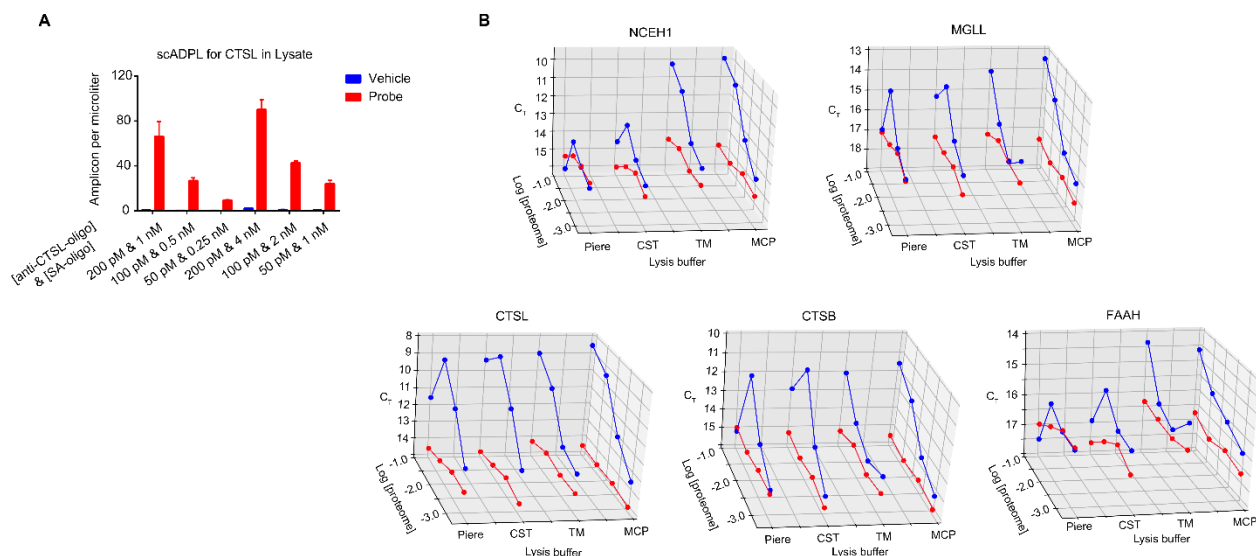 A
scADPL for CTSL in Lysate
Amplicon per microliter
120
80
40
0
Vehicle
Probe
[anti-CTSL-oligo]
& [SA-oligo]
200 pM & 1 nM
100 pM & 0.5 nM
50 pM & 0.25 nM
200 pM & 4 nM
100 pM & 2 nM
50 pM & 1 nM
B
NCEH1
10
11
12
13
14
15
CT
-1.0
-2.0
-3.0
Log [proteome]
Piere
CST
TM
MCP
Lysis buffer
MGLL
13
14
15
16
17
18
CT
-1.0
-2.0
-3.0
Log [proteome]
Piere
CST
TM
MCP
Lysis buffer
CTSL
8
9
10
11
12
13
14
CT
-1.0
-2.0
-3.0
Log [proteome]
Piere
CST
TM
MCP
Lysis buffer
CTSB
10
11
12
13
14
15
CT
-1.0
-2.0
-3.0
Log [proteome]
Piere
CST
TM
MCP
Lysis buffer
FAAH
14
15
16
17
C
-1.0
-2.0
-3.0
Log [proteome]
Piere
CST
TM
MCP
Lysis buffer